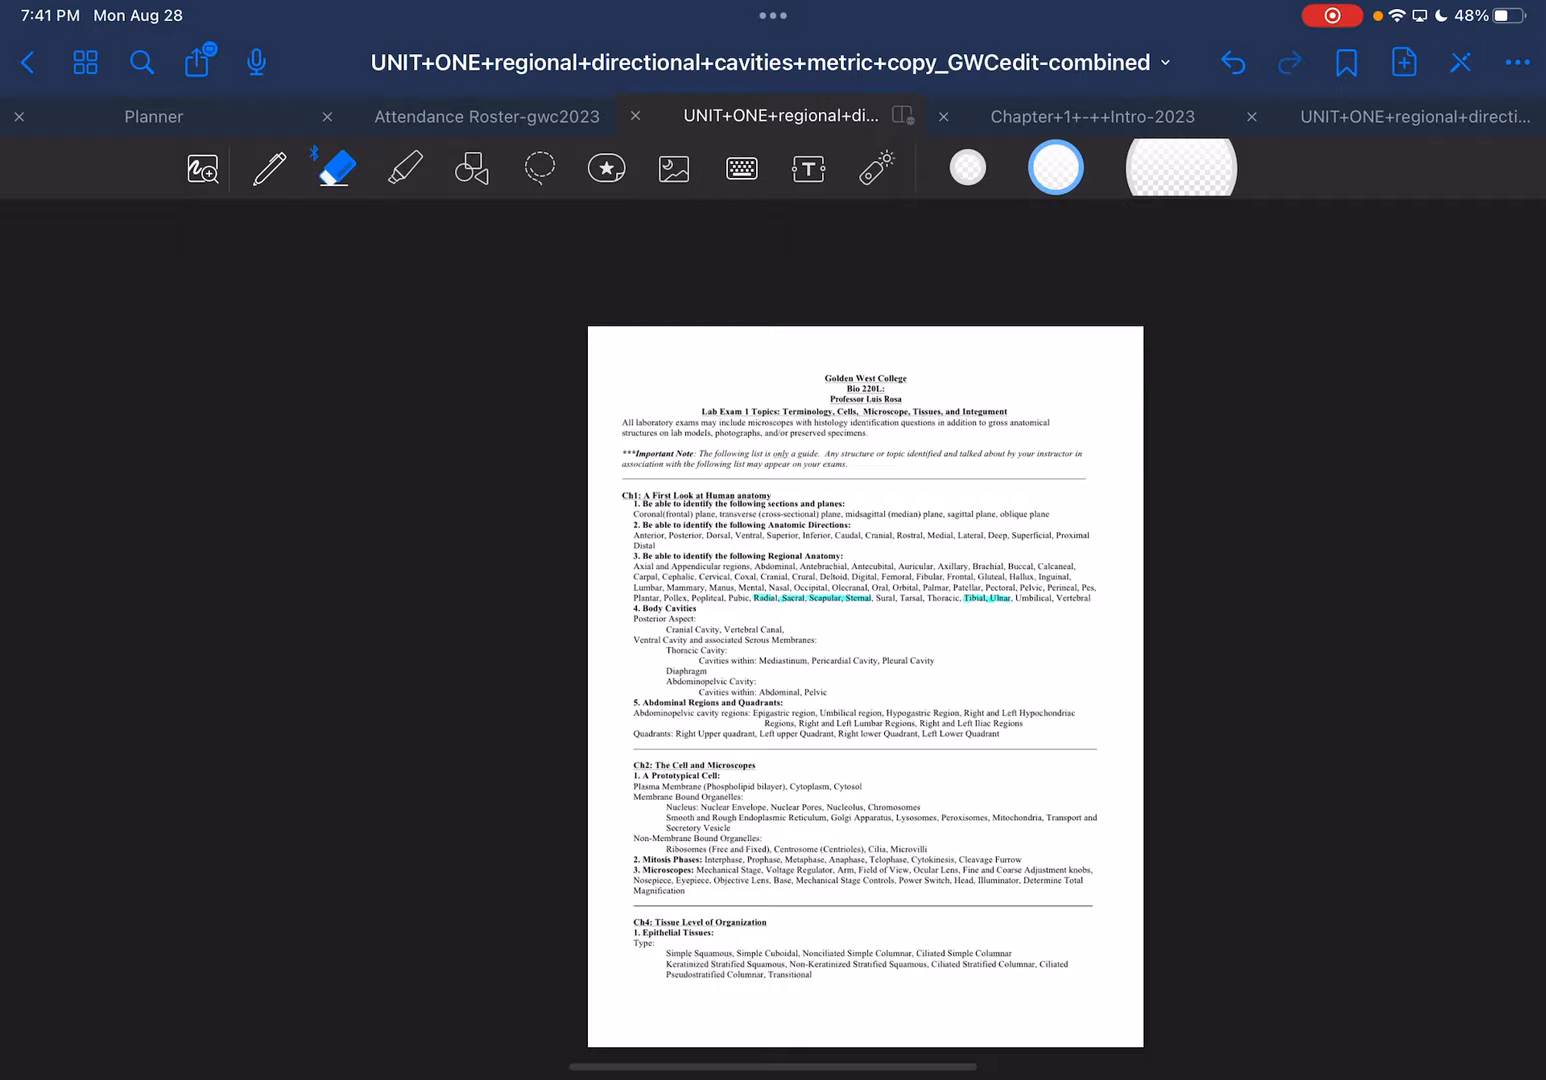 7:41 PM Mon Aug 28
48%
UNIT+ONE+regional+directional+cavities+metric+copy_GWCedit-combined
Planner
Attendance Roster-gwc2023
UNIT+ONE+regional+di...
Chapter+1+-++Intro-2023
UNIT+ONE+regional+directi...
T
Golden West College
Bio 220L:
Professor Luis Rosa
Lab Exam 1 Topics: Terminology, Cells, Microscope, Tissues, and Integument
All laboratory exams may include microscopes with histology identification questions in addition to gross anatomical
structures on lab models, photographs, and/or preserved specimens.
***Important Note: The following list is only a guide. Any structure or topic identified and talked about by your instructor in
association with the following list may appear on your exams.
Ch1: A First Look at Human anatomy
1. Be able to identify the following sections and planes:
Coronal(frontal) plane, transverse (cross-sectional) plane, midsagittal (median) plane, sagittal plane, oblique plane
2. Be able to identify the following Anatomic Directions:
Anterior, Posterior, Dorsal, Ventral, Superior, Inferior, Caudal, Cranial, Rostral, Medial, Lateral, Deep, Superficial, Proximal
Distal
3. Be able to identify the following Regional Anatomy:
Axial and Appendicular regions, Abdominal, Antebrachial, Antecubital, Auricular, Axillary, Brachial, Buccal, Calcaneal,
Carpal, Cephalic, Cervical, Coxal, Cranial, Crural, Deltoid, Digital, Femoral, Fibular, Frontal, Gluteal, Hallux, Inguinal,
Lumbar, Mammary, Manus, Mental, Nasal, Occipital, Olecranal, Oral, Orbital, Palmar, Patellar, Pectoral, Pelvic, Perineal, Pes,
Plantar, Pollex, Popliteal, Pubic, Radial, Sacral, Scapular, Sternal, Sural, Tarsal, Thoracic, Tibial, Ulnar, Umbilical, Vertebral
4. Body Cavities
Posterior Aspect:
Cranial Cavity, Vertebral Canal,
Ventral Cavity and associated Serous Membranes:
Thoracic Cavity:
Cavities within: Mediastinum, Pericardial Cavity, Pleural Cavity
Diaphragm
Abdominopelvic Cavity:
Cavities within: Abdominal, Pelvic
5. Abdominal Regions and Quadrants:
Abdominopelvic cavity regions: Epigastric region, Umbilical region, Hypogastric Region, Right and Left Hypochondriac
Regions, Right and Left Lumbar Regions, Right and Left Iliac Regions
Quadrants: Right Upper quadrant, Left upper Quadrant, Right lower Quadrant, Left Lower Quadrant
Ch2: The Cell and Microscopes
1. A Prototypical Cell:
Plasma Membrane (Phospholipid bilayer), Cytoplasm, Cytosol
Membrane Bound Organelles:
Nucleus: Nuclear Envelope, Nuclear Pores, Nucleolus, Chromosomes
Smooth and Rough Endoplasmic Reticulum, Golgi Apparatus, Lysosomes, Peroxisomes, Mitochondria, Transport and
Secretory Vesicle
Non-Membrane Bound Organelles:
Ribosomes (Free and Fixed), Centrosome (Centrioles), Cilia, Microvilli
2. Mitosis Phases: Interphase, Prophase, Metaphase, Anaphase, Telophase, Cytokinesis, Cleavage Furrow
3. Microscopes: Mechanical Stage, Voltage Regulator, Arm, Field of View, Ocular Lens, Fine and Coarse Adjustment knobs,
Nosepiece, Eyepiece, Objective Lens, Base, Mechanical Stage Controls, Power Switch, Head, Illuminator, Determine Total
Magnification
Ch4: Tissue Level of Organization
1. Epithelial Tissues:
Type:
Simple Squamous, Simple Cuboidal, Nonciliated Simple Columnar, Ciliated Simple Columnar
Keratinized Stratified Squamous, Non-Keratinized Stratified Squamous, Ciliated Stratified Columnar, Ciliated
Pseudostratified Columnar, Transitional